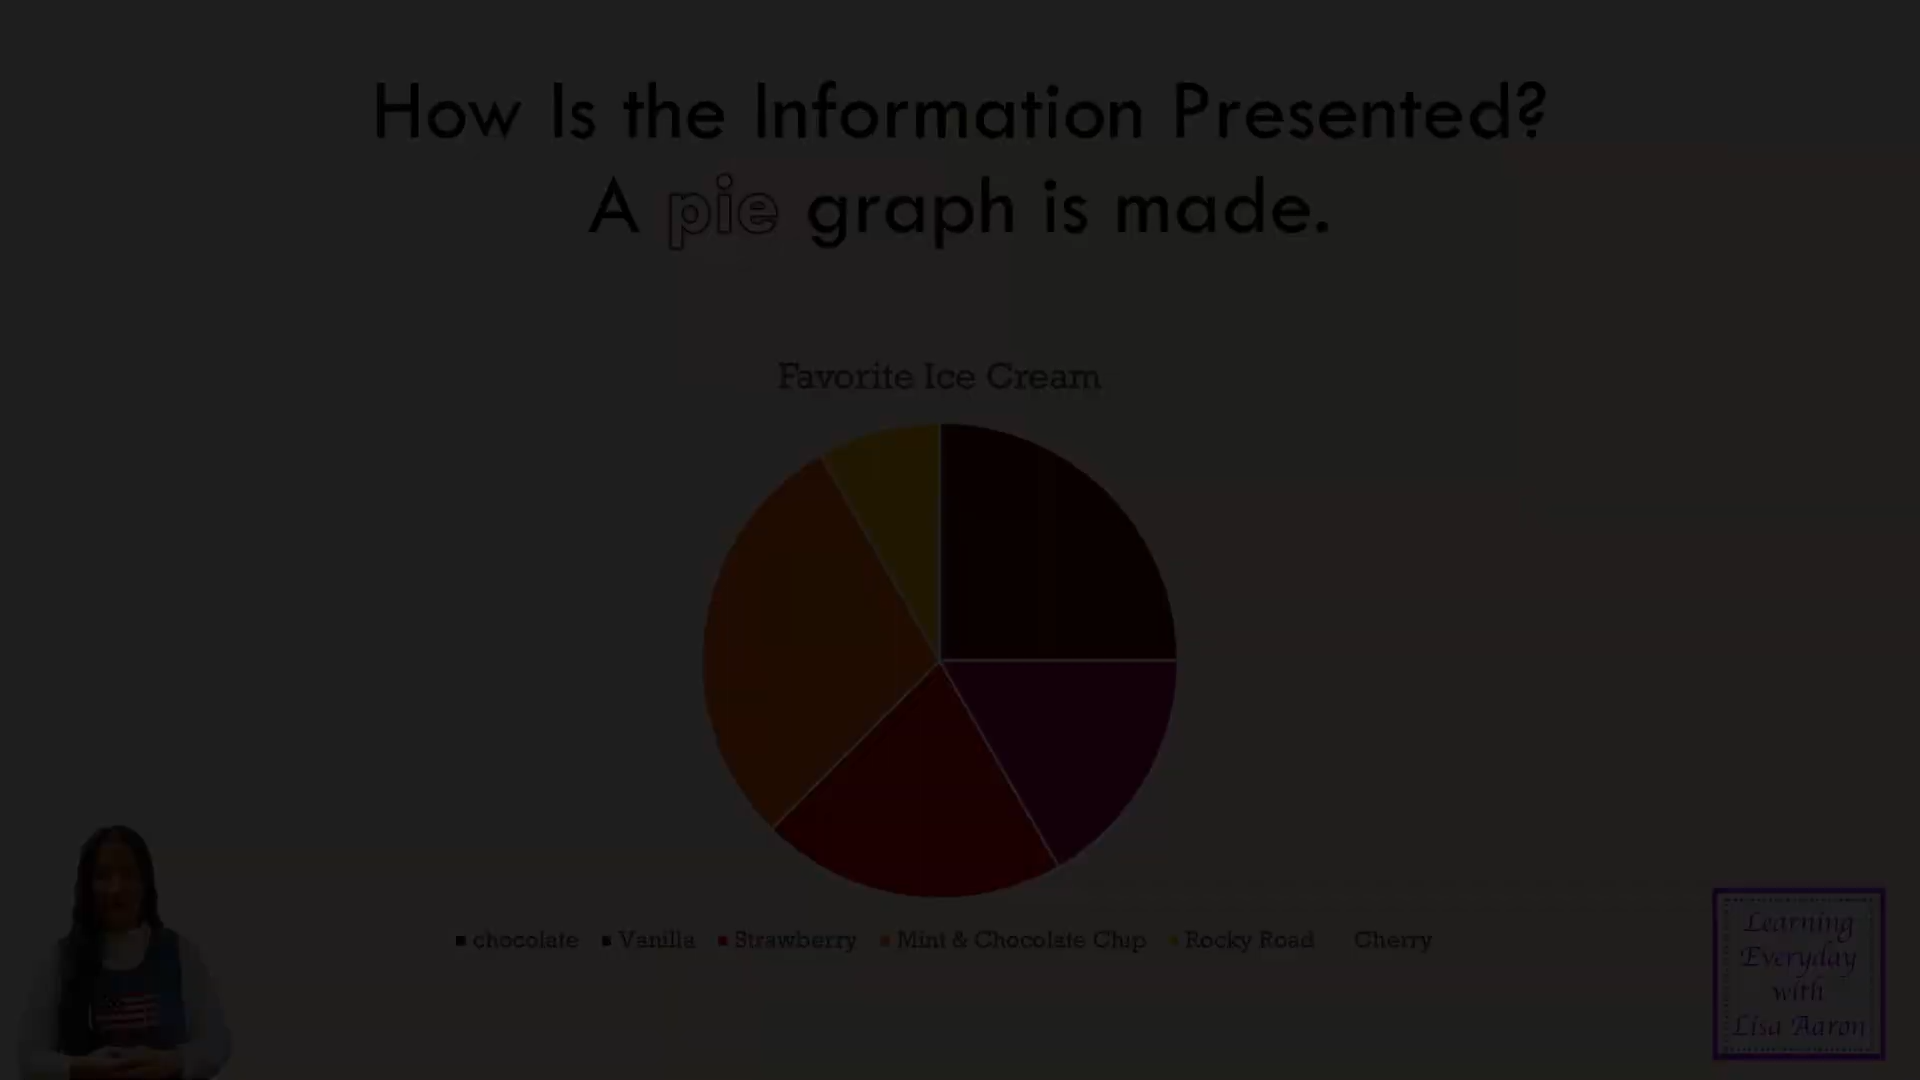 How Is the Information Presented?
A pie graph is made.
Favorite Ice Cream
chocolate Vanilla Strawberry Mint & Chocolate Chip Rocky Road Cherry
Learning
Everyday
with
Lisa Aaron